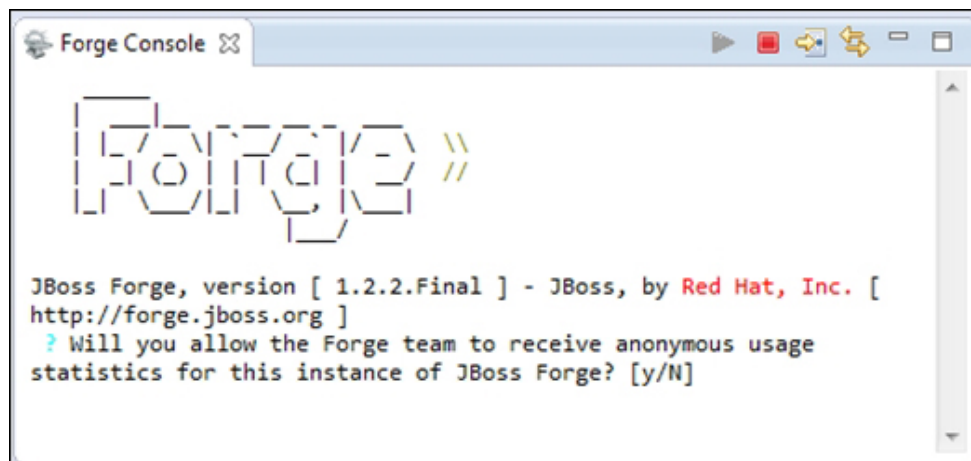 Forge Console
Forge
JBoss Forge, version [ 1.2.2.Final ] - JBoss, by Red Hat, Inc. [
http://forge.jboss.org ]
? Will you allow the Forge team to receive anonymous usage
statistics for this instance of JBoss Forge? [y/N]